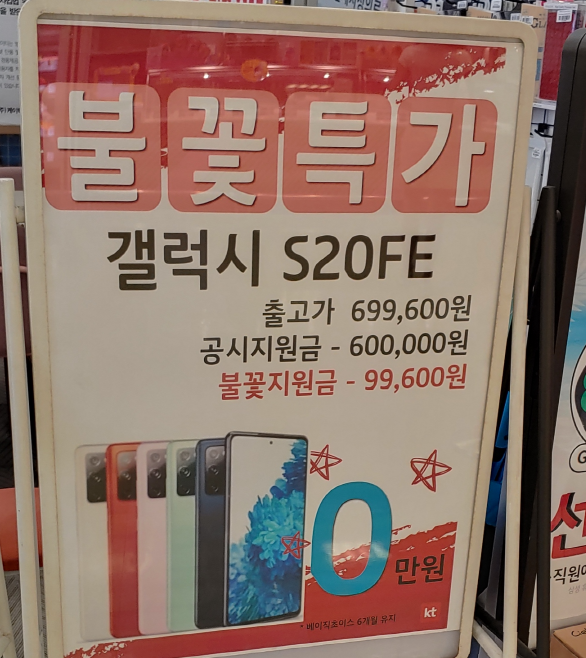 불꽃특가
갤럭시 S20FE
출고가 699,600원
공시지원금 - 600,000원
불꽃지원금 - 99,600원
0만원
* 베이직초이스 6개월 유지
kt
직원